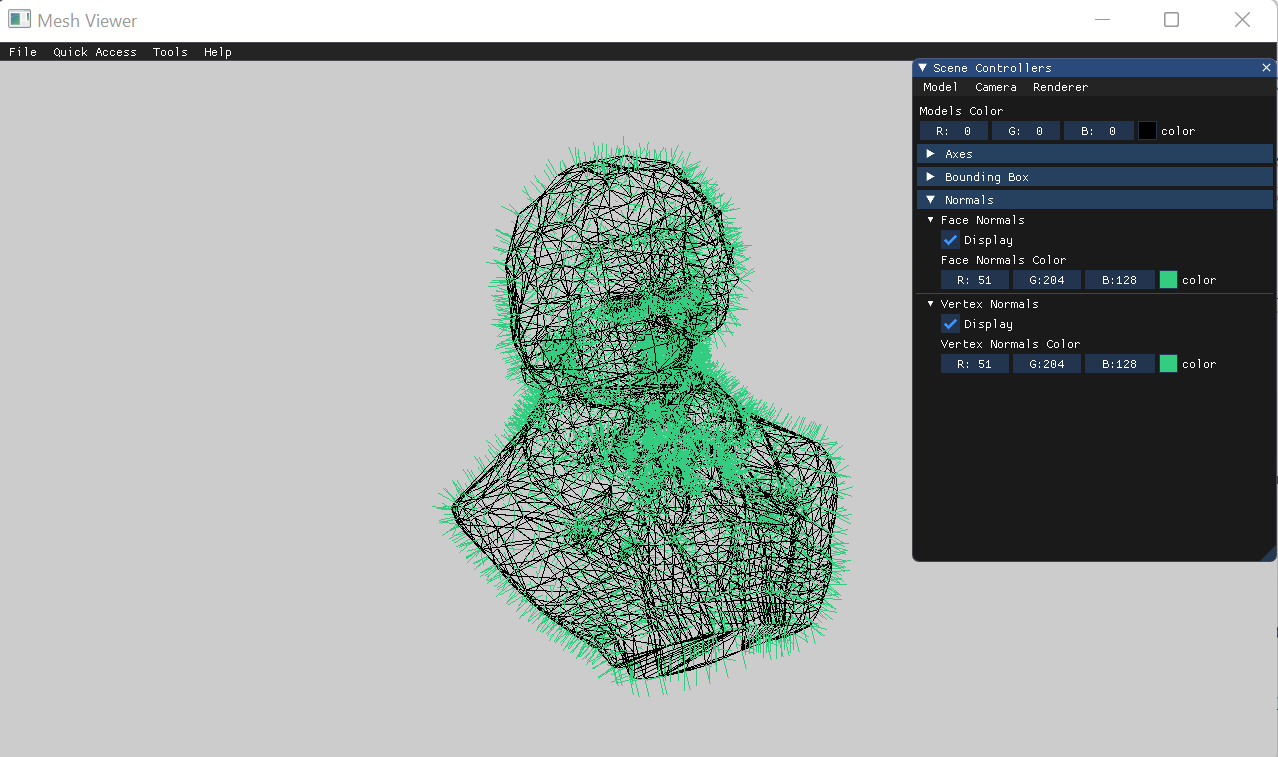 Mesh Viewer
File Quick Access Tools Help
Scene Controllers
Model Camera Renderer
Models Color
R: 0 G: 0 B: 0 color
Axes
Bounding Box
Normals
Face Normals
Display
Face Normals Color
R: 51 G:204 B:128 color
Vertex Normals
Display
Vertex Normals Color
R: 51 G:204 B:128 color